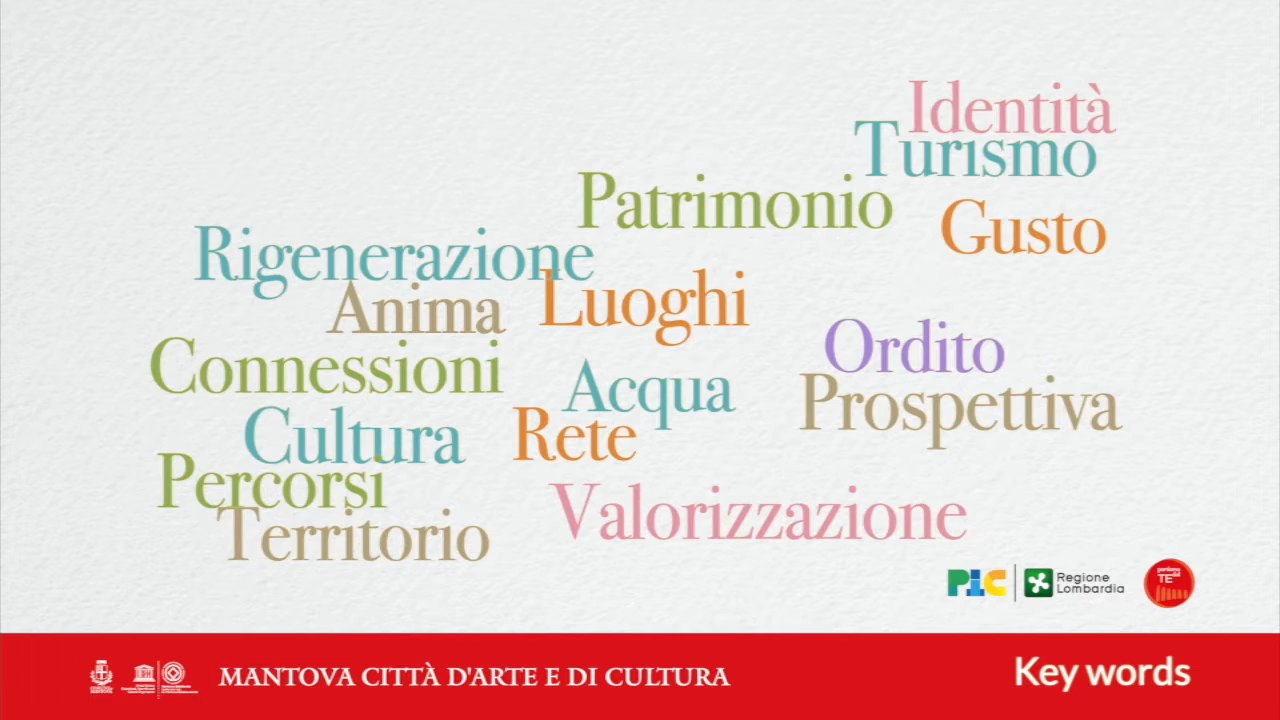 Identità
Turismo
Patrimonio
Gusto
Rigenerazione
Luoghi
Anima
Ordito
Connessioni
Acqua
Prospettiva
Cultura
Rete
Percorsi
Valorizzazione
Territorio
PIC
Regione
Lombardia
TE
MANTOVA CITTÀ D'ARTE E DI CULTURA
Key words